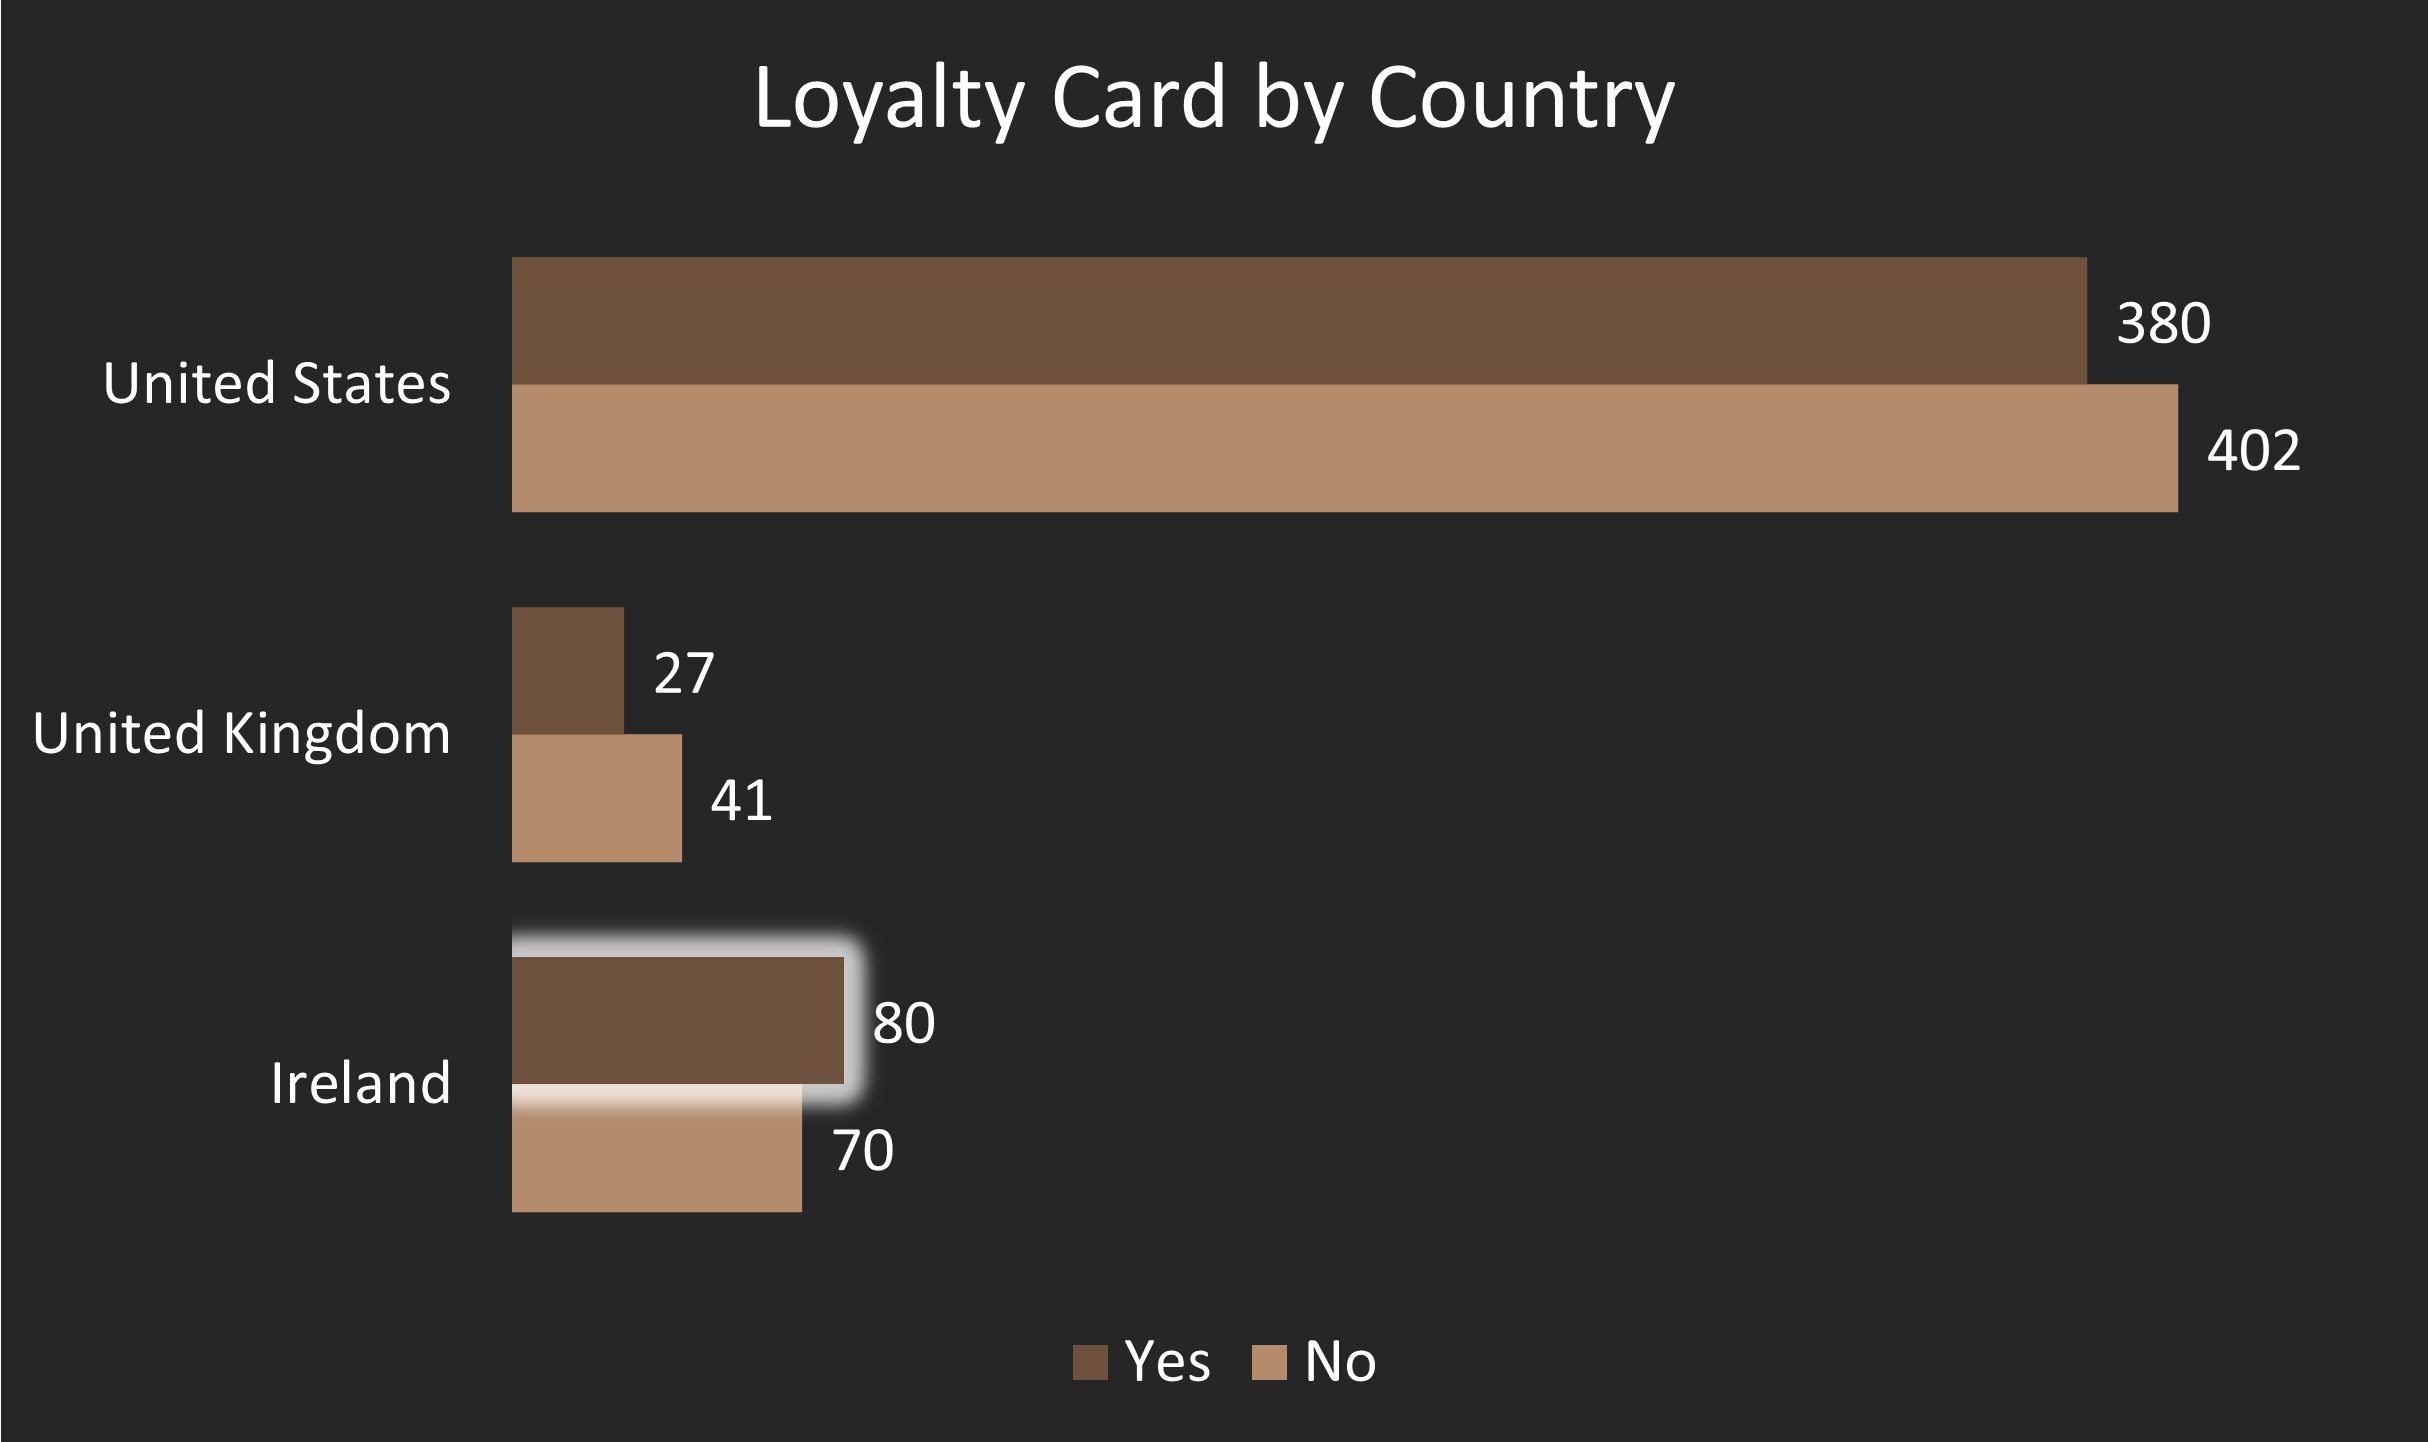 Loyalty Card by Country
United States
380
402
United Kingdom
27
41
Ireland
80
70
Yes No